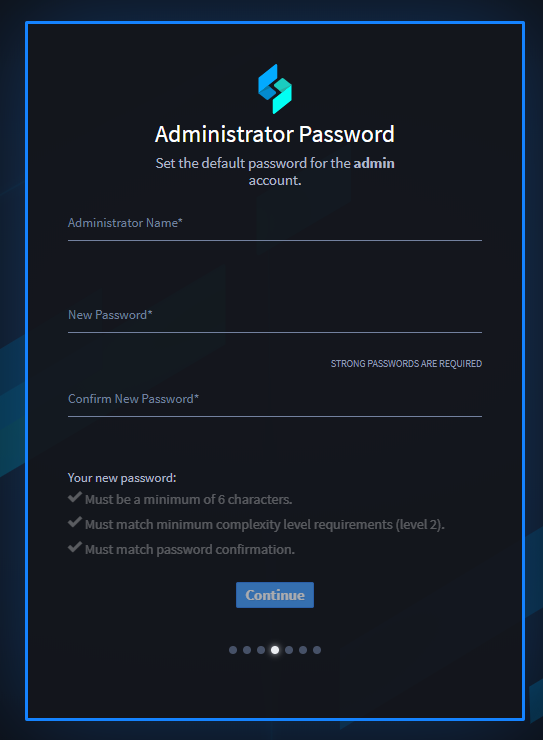 Administrator Password
Set the default password for the admin
account.
Administrator Name*
New Password*
STRONG PASSWORDS ARE REQUIRED
Confirm New Password*
Your new password:
Must be a minimum of 6 characters.
Must match minimum complexity level requirements (level 2).
Must match password confirmation.
Continue